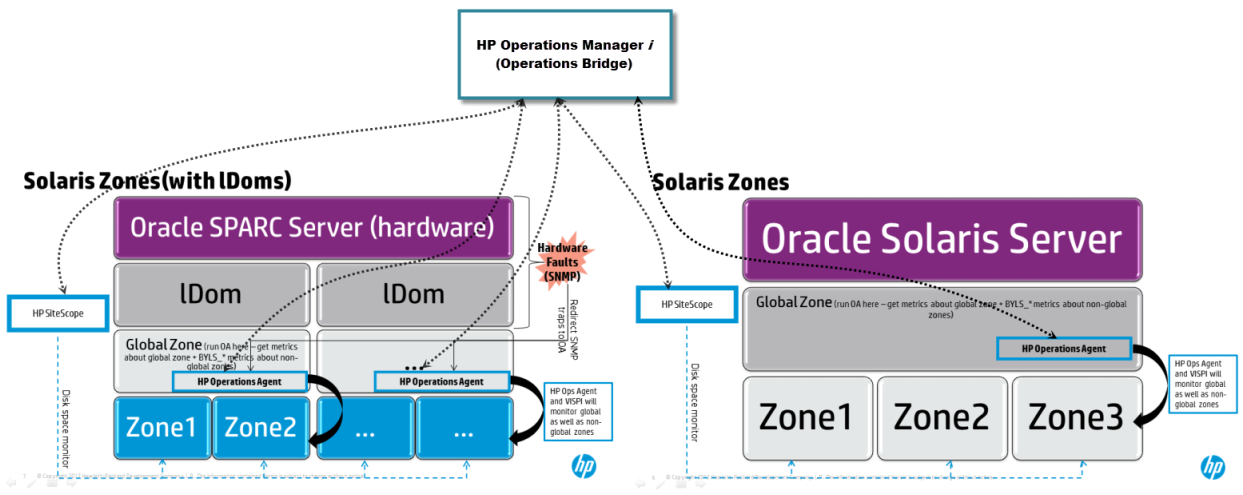 HP Operations Manager i
(Operations Bridge)
Solaris Zones(with lDoms)
Oracle SPARC Server (hardware)
Hardware
Faults
(SNMP)
lDom
lDom
Redirect SNMP
traps to OA
HP SiteScope
Global Zone (run OA here – get metrics
about global zone + BYLS_* metrics about non-
global zones)
...
HP Operations Agent
HP Operations Agent
HP Ops Agent
and VISPI will
monitor global
as well as non-
global zones
Disk space monitor
Zone1
Zone2
...
...
hp
7
Solaris Zones
Oracle Solaris Server
HP SiteScope
Global Zone (run OA here – get metrics about global zone + BYLS_* metrics about non-global
zones)
HP Operations Agent
HP Ops Agent
and VISPI will
monitor global
as well as non-
global zones
Disk space monitor
Zone1
Zone2
Zone3
hp
6